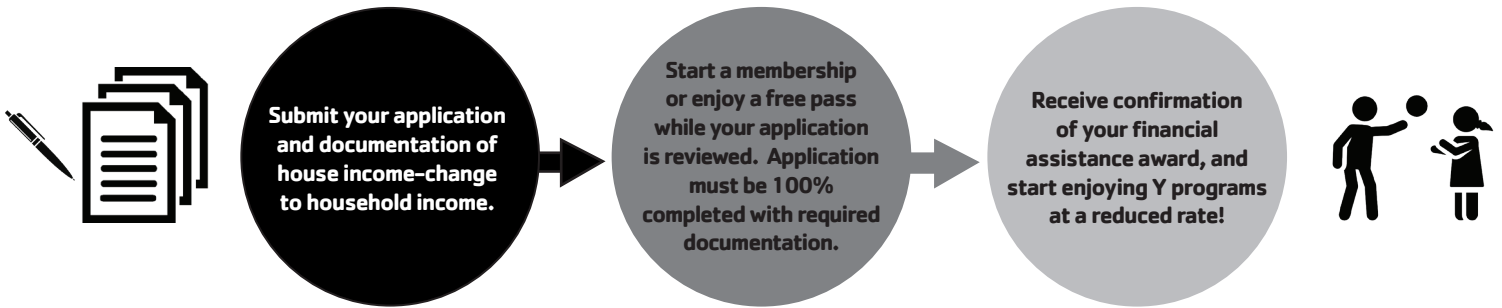 Submit your application
and documentation of
house income-change
to household income.
Start a membership
or enjoy a free pass
while your application
is reviewed.  Application
must be 100%
completed with required
documentation.
Receive confirmation
of your financial
assistance award, and
start enjoying Y programs
at a reduced rate!